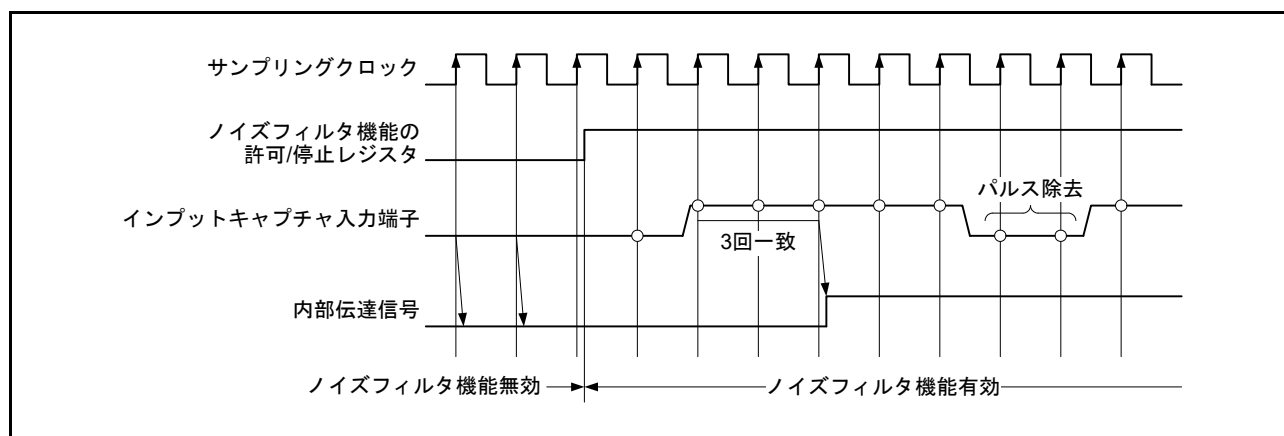 サンプリングクロック
ノイズフィルタ機能の
許可/停止レジスタ
パルス除去
インプットキャプチャ入力端子
3回一致
内部伝達信号
ノイズフィルタ機能無効
ノイズフィルタ機能有効